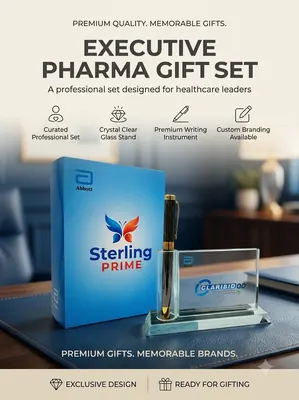 PREMIUM QUALITY. MEMORABLE GIFTS.
EXECUTIVE
PHARMA GIFT SET
A professional set designed for healthcare leaders
Curated
Professional Set
Crystal Clear
Glass Stand
Premium Writing
Instrument
Custom Branding
Available
Abbott
Sterling
PRIME
CLARIBID
PREMIUM GIFTS. MEMORABLE BRANDS.
EXCLUSIVE DESIGN
READY FOR GIFTING